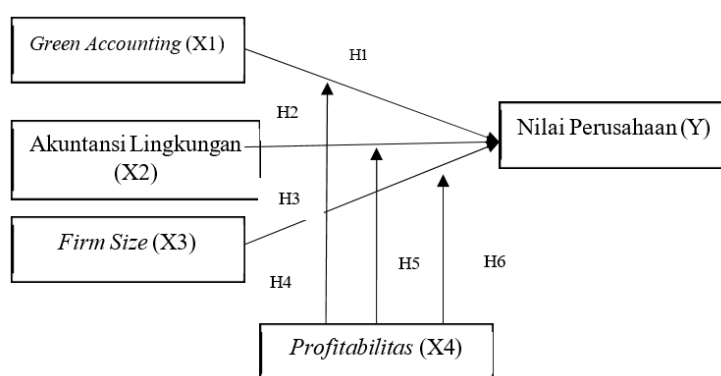 Green Accounting (X1)
H1
H2
Nilai Perusahaan (Y)
Akuntansi Lingkungan
(X2)
H3
Firm Size (X3)
H4
H5
H6
Profitabilitas (X4)